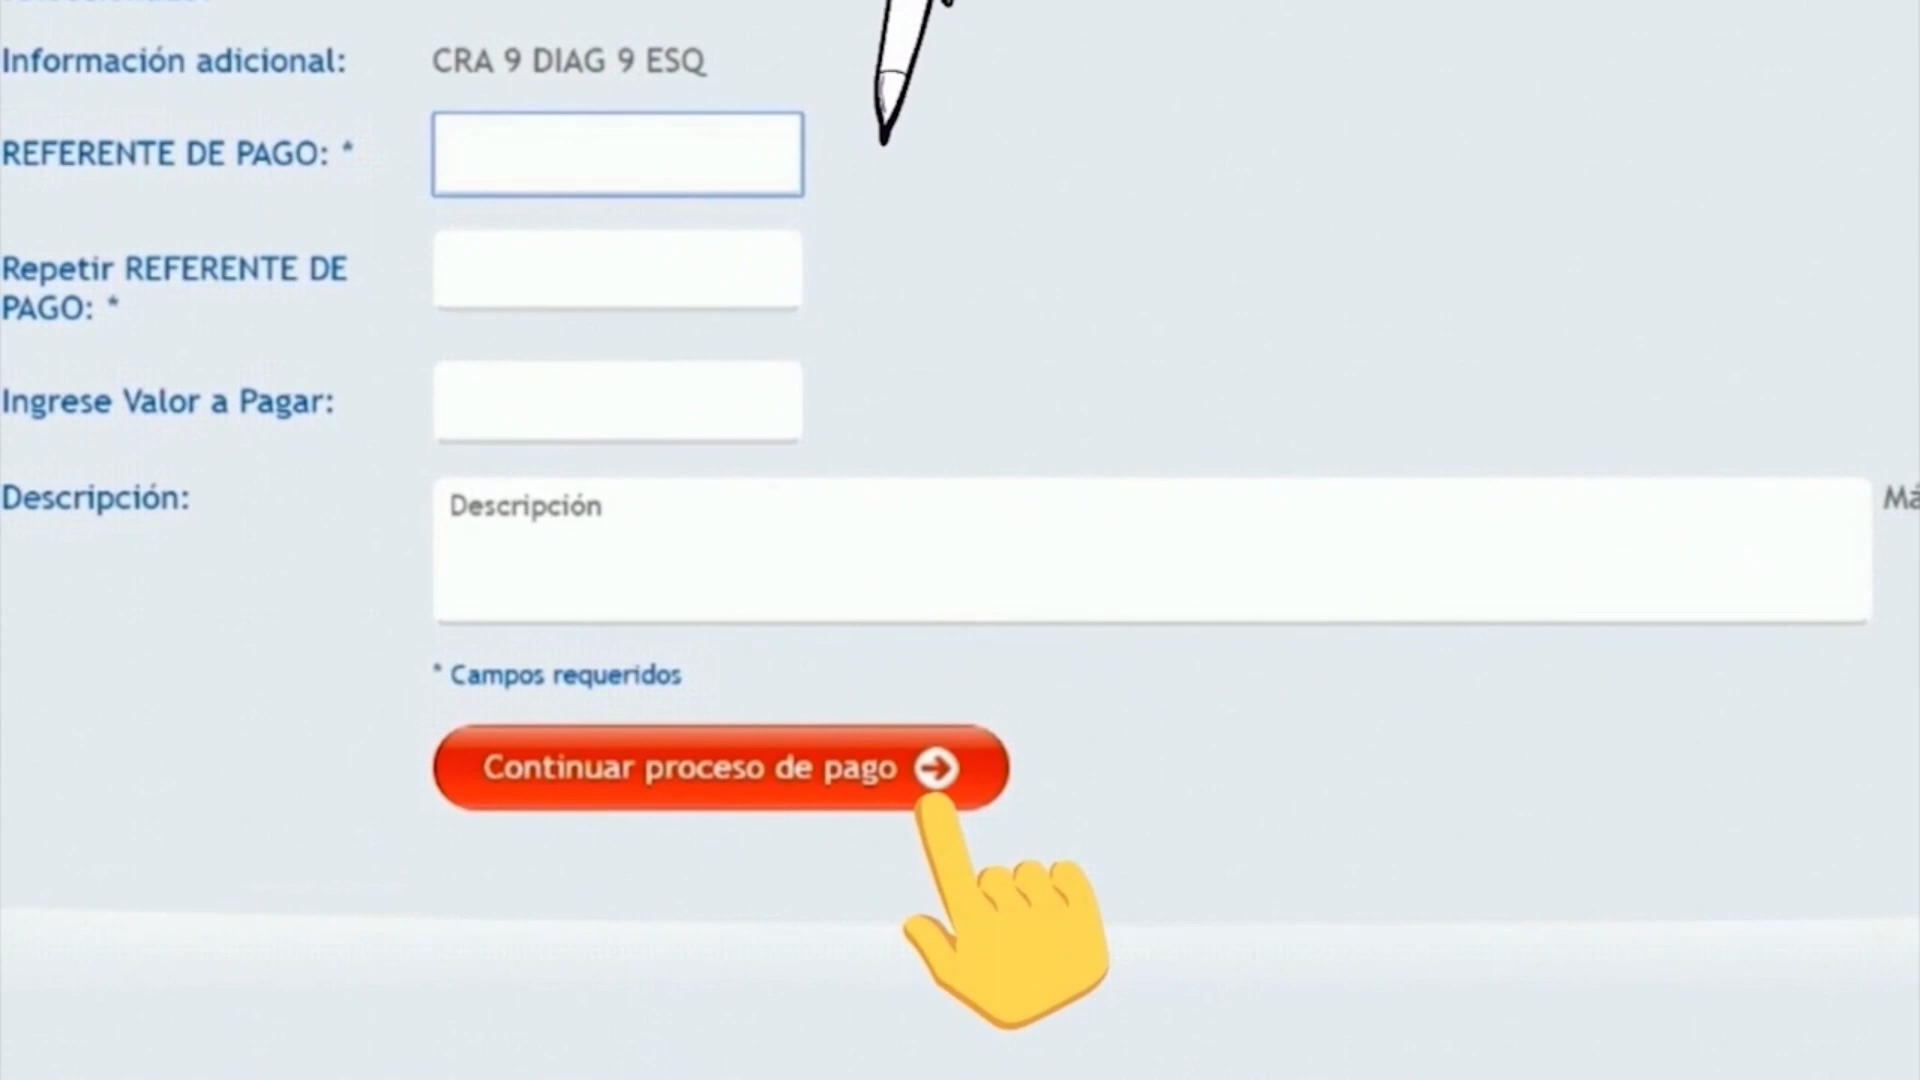 Información adicional: CRA 9 DIAG 9 ESQ
REFERENTE DE PAGO: *
Repetir REFERENTE DE
PAGO: *
Ingrese Valor a Pagar:
Descripción: Descripción
* Campos requeridos
Continuar proceso de pago